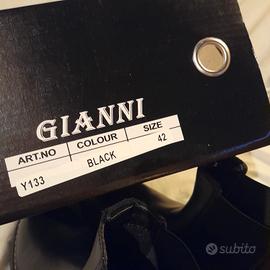 GIANNI
ART.NO COLOUR SIZE
Y133 BLACK 42
subito